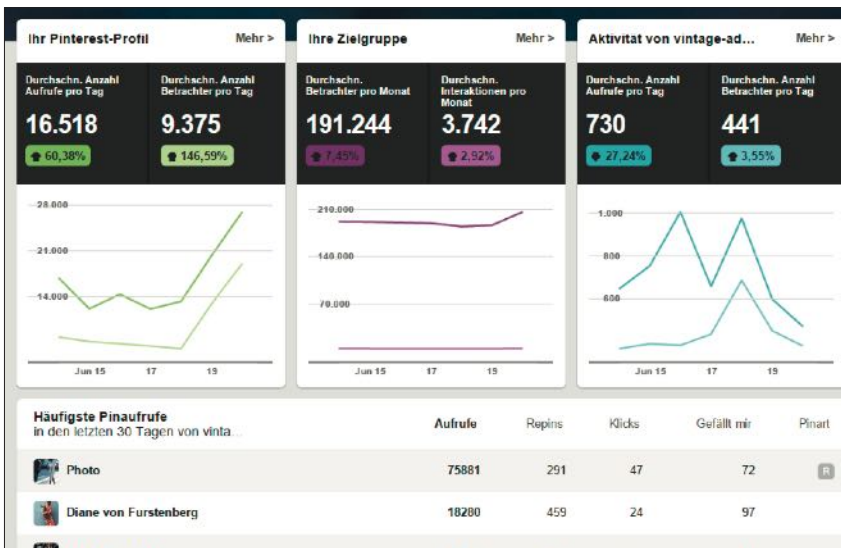 Ihr Pinterest-Profil
Mehr >
Durchschn. Anzahl
Aufrufe pro Tag
Durchschn. Anzahl
Betrachter pro Tag
16.518
9.375
60,38%
146,59%
28.000
21.000
14.000
Jun 15
17
19
Ihre Zielgruppe
Mehr >
Durchschn.
Betrachter pro Monat
Durchschn.
Interaktionen pro
Monat
191.244
3.742
7,45%
2,92%
210.000
140.000
70.000
Jun 15
17
19
Aktivität von vintage-ad...
Mehr >
Durchschn. Anzahl
Aufrufe pro Tag
Durchschn. Anzahl
Betrachter pro Tag
730
441
27,24%
3,55%
1.000
800
600
Jun 15
17
19
Häufigste Pinaufrufe
in den letzten 30 Tagen von vinta...
Aufrufe Repins Klicks Gefällt mir Pinart
Photo 75881 291 47 72 R
Diane von Furstenberg 18280 459 24 97